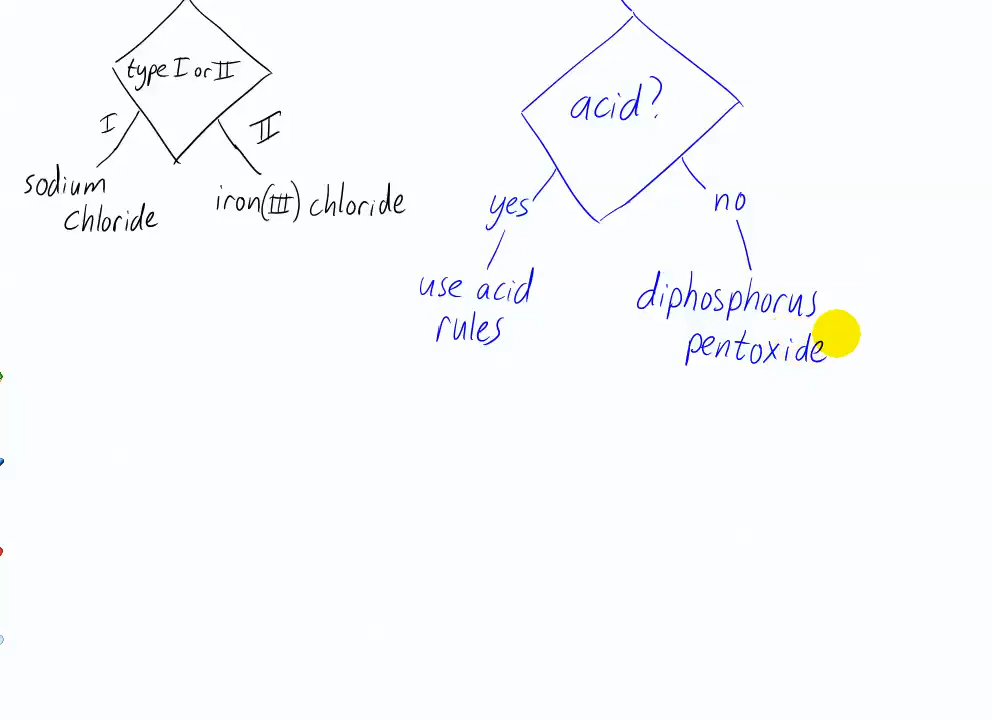 type I or II
I
II
sodium
chloride
iron(III) chloride
acid?
yes
no
use acid
rules
diphosphorus
pentoxide